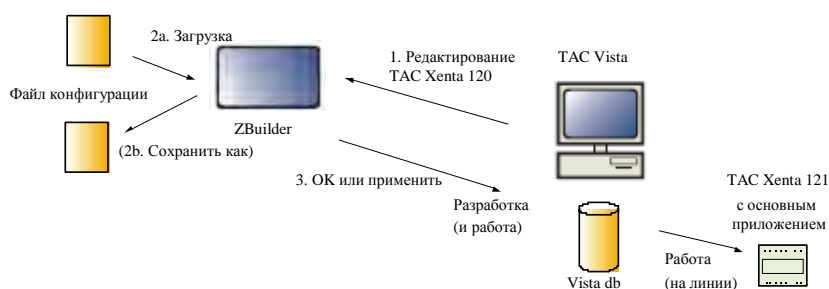 2a. Загрузка
1. Редактирование
TAC Xenta 120
TAC Vista
Файл конфигурации
ZBuilder
(2b. Сохранить как)
3. OK или применить
Разработка
(и работа)
TAC Xenta 121
с основным
приложением
Работа
(на линии)
Vista db